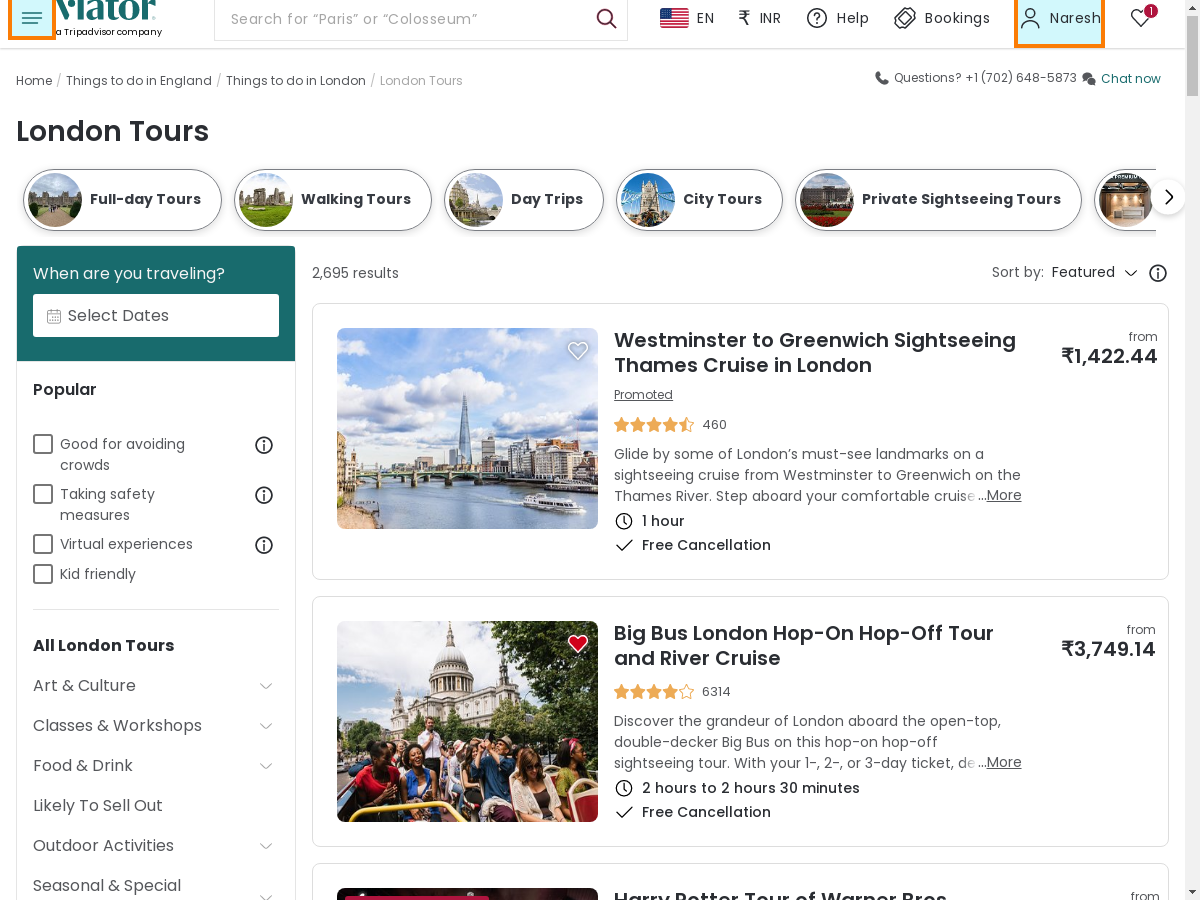 viator
a Tripadvisor company
Search for “Paris” or “Colosseum”
EN
₹ INR
Help
Bookings
Naresh
1
Home / Things to do in England / Things to do in London / London Tours
Questions? +1 (702) 648-5873
Chat now
London Tours
Full-day Tours
Walking Tours
Day Trips
City Tours
Private Sightseeing Tours
When are you traveling?
Select Dates
Popular
Good for avoiding
crowds
Taking safety
measures
Virtual experiences
Kid friendly
All London Tours
Art & Culture
Classes & Workshops
Food & Drink
Likely To Sell Out
Outdoor Activities
Seasonal & Special
2,695 results
Sort by: Featured
Westminster to Greenwich Sightseeing
Thames Cruise in London
from
₹1,422.44
Promoted
460
Glide by some of London’s must-see landmarks on a
sightseeing cruise from Westminster to Greenwich on the
Thames River. Step aboard your comfortable cruise ...More
1 hour
Free Cancellation
Big Bus London Hop-On Hop-Off Tour
and River Cruise
from
₹3,749.14
6314
Discover the grandeur of London aboard the open-top,
double-decker Big Bus on this hop-on hop-off
sightseeing tour. With your 1-, 2-, or 3-day ticket, de ...More
2 hours to 2 hours 30 minutes
Free Cancellation
Harry Potter Tour of Warner Bros
from